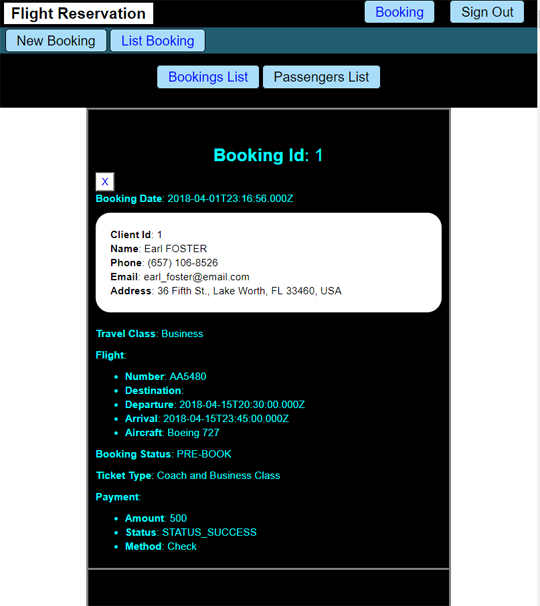 Flight Reservation
Booking
Sign Out
New Booking
List Booking
Bookings List
Passengers List
Booking Id: 1
X
Booking Date: 2018-04-01T23:16:56.000Z
Client Id: 1
Name: Earl FOSTER
Phone: (657) 106-8526
Email: earl_foster@email.com
Address: 36 Fifth St., Lake Worth, FL 33460, USA
Travel Class: Business
Flight:
• Number: AA5480
• Destination:
• Departure: 2018-04-15T20:30:00.000Z
• Arrival: 2018-04-15T23:45:00.000Z
• Aircraft: Boeing 727
Booking Status: PRE-BOOK
Ticket Type: Coach and Business Class
Payment:
• Amount: 500
• Status: STATUS_SUCCESS
• Method: Check